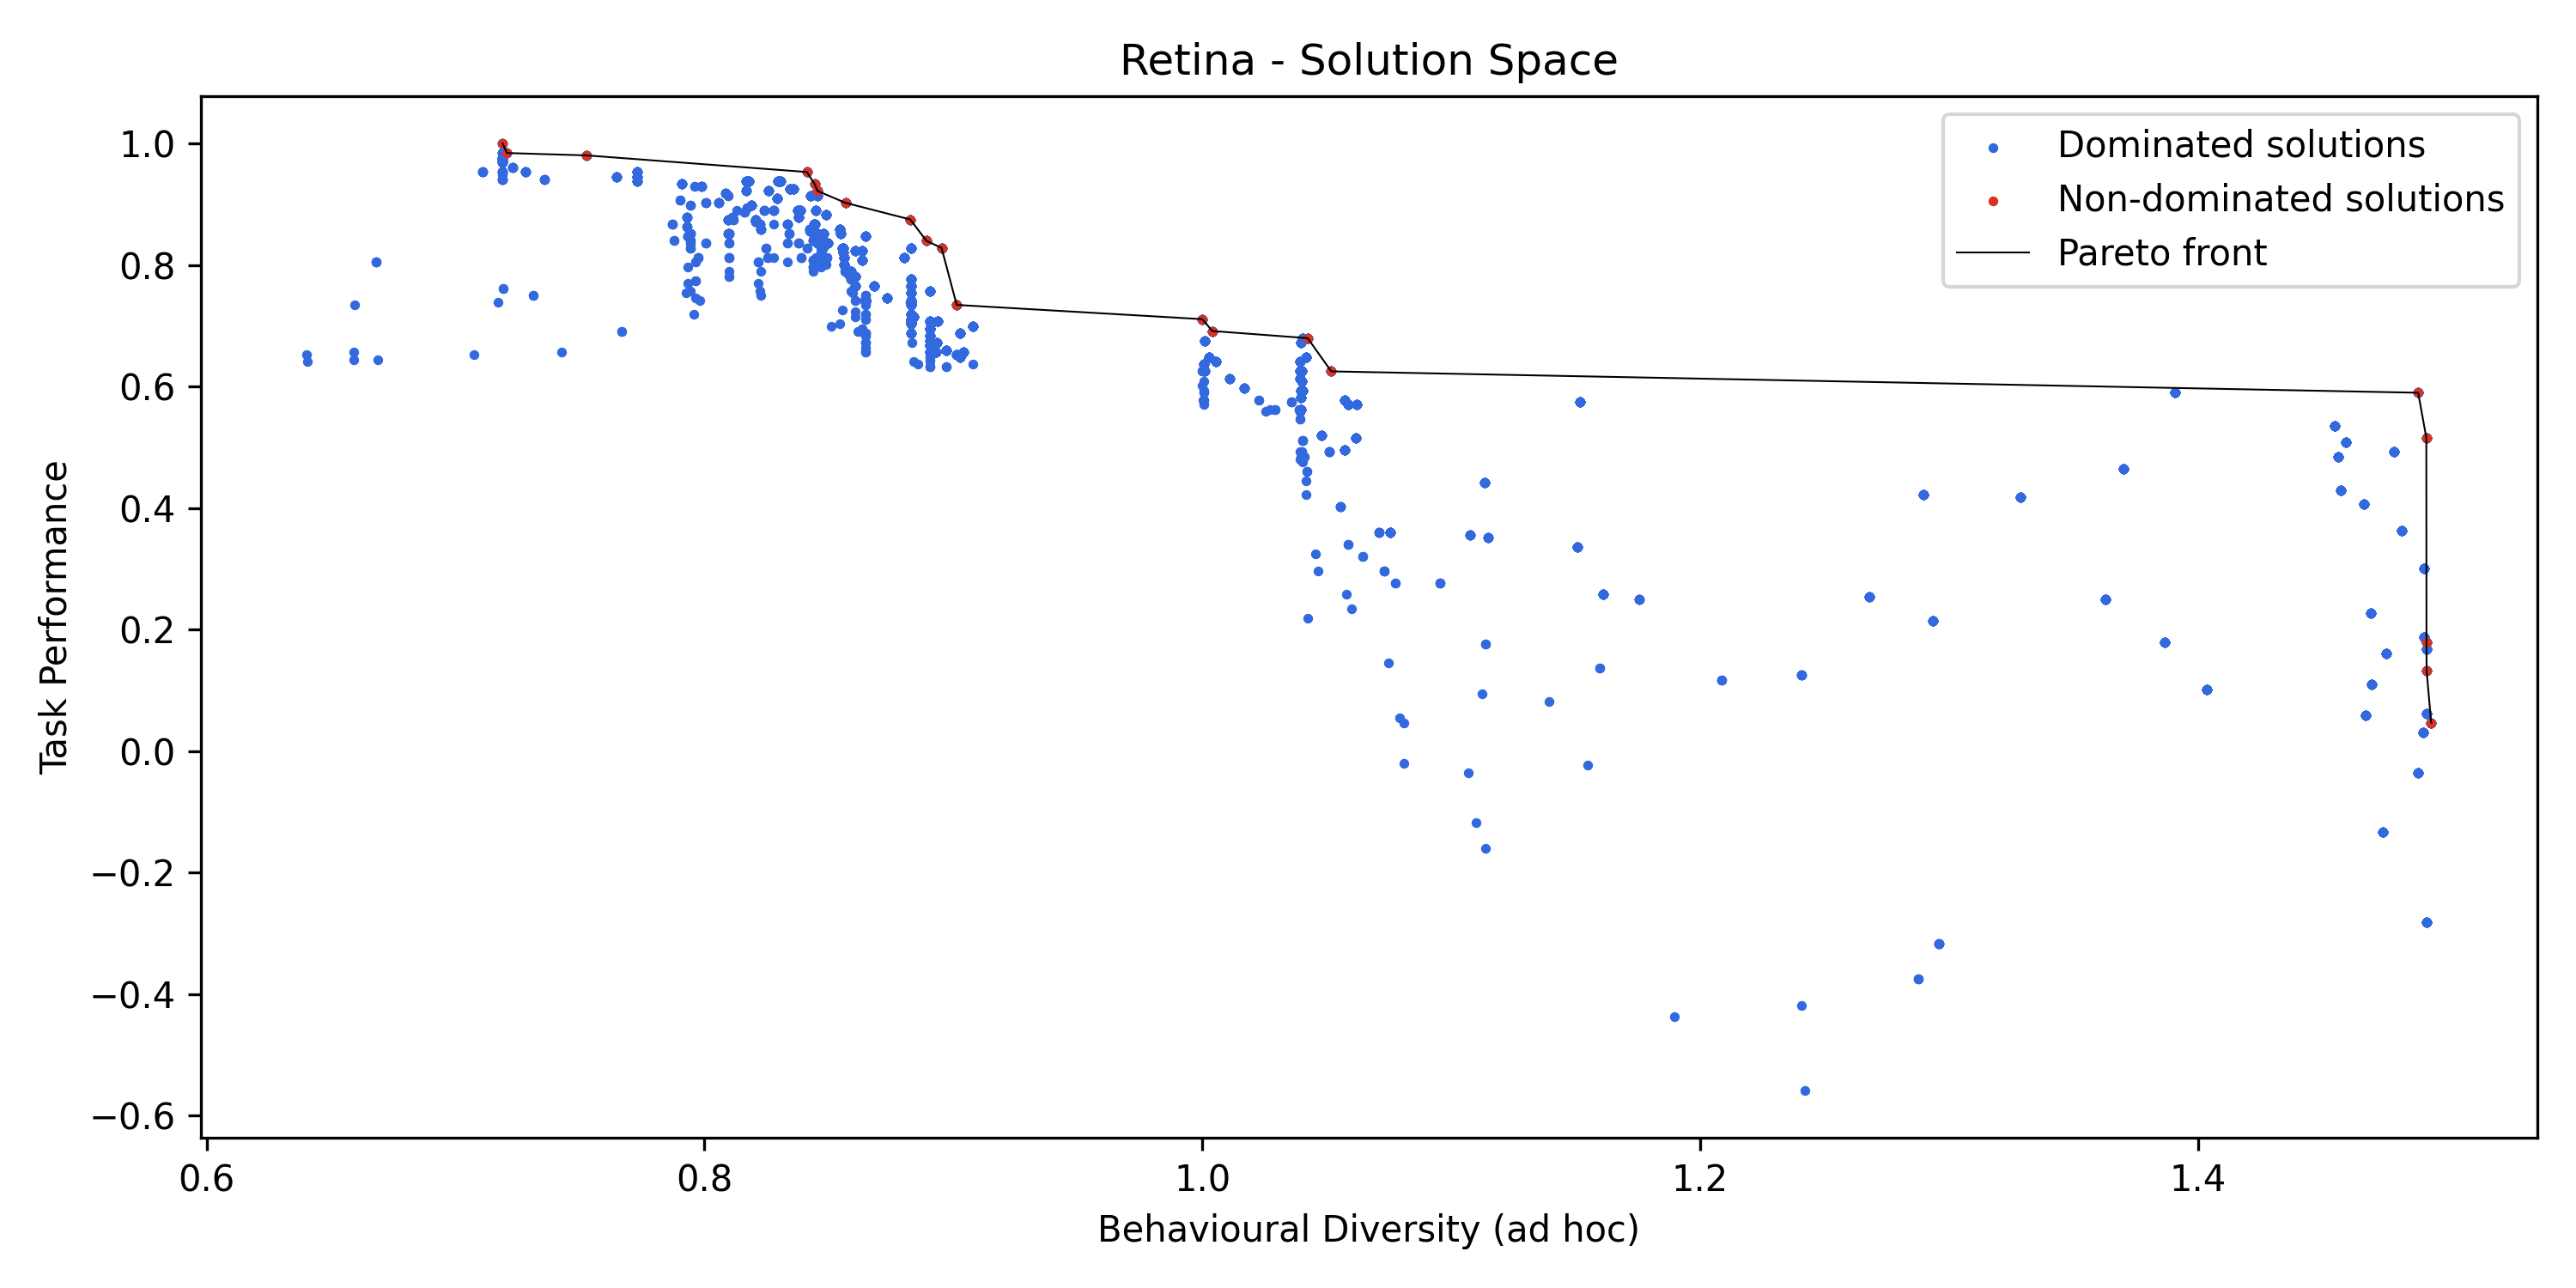 Retina - Solution Space
Dominated solutions
Non-dominated solutions
Pareto front
Task Performance
1.0
0.8
0.6
0.4
0.2
0.0
−0.2
−0.4
−0.6
0.6 0.8 1.0 1.2 1.4
Behavioural Diversity (ad hoc)